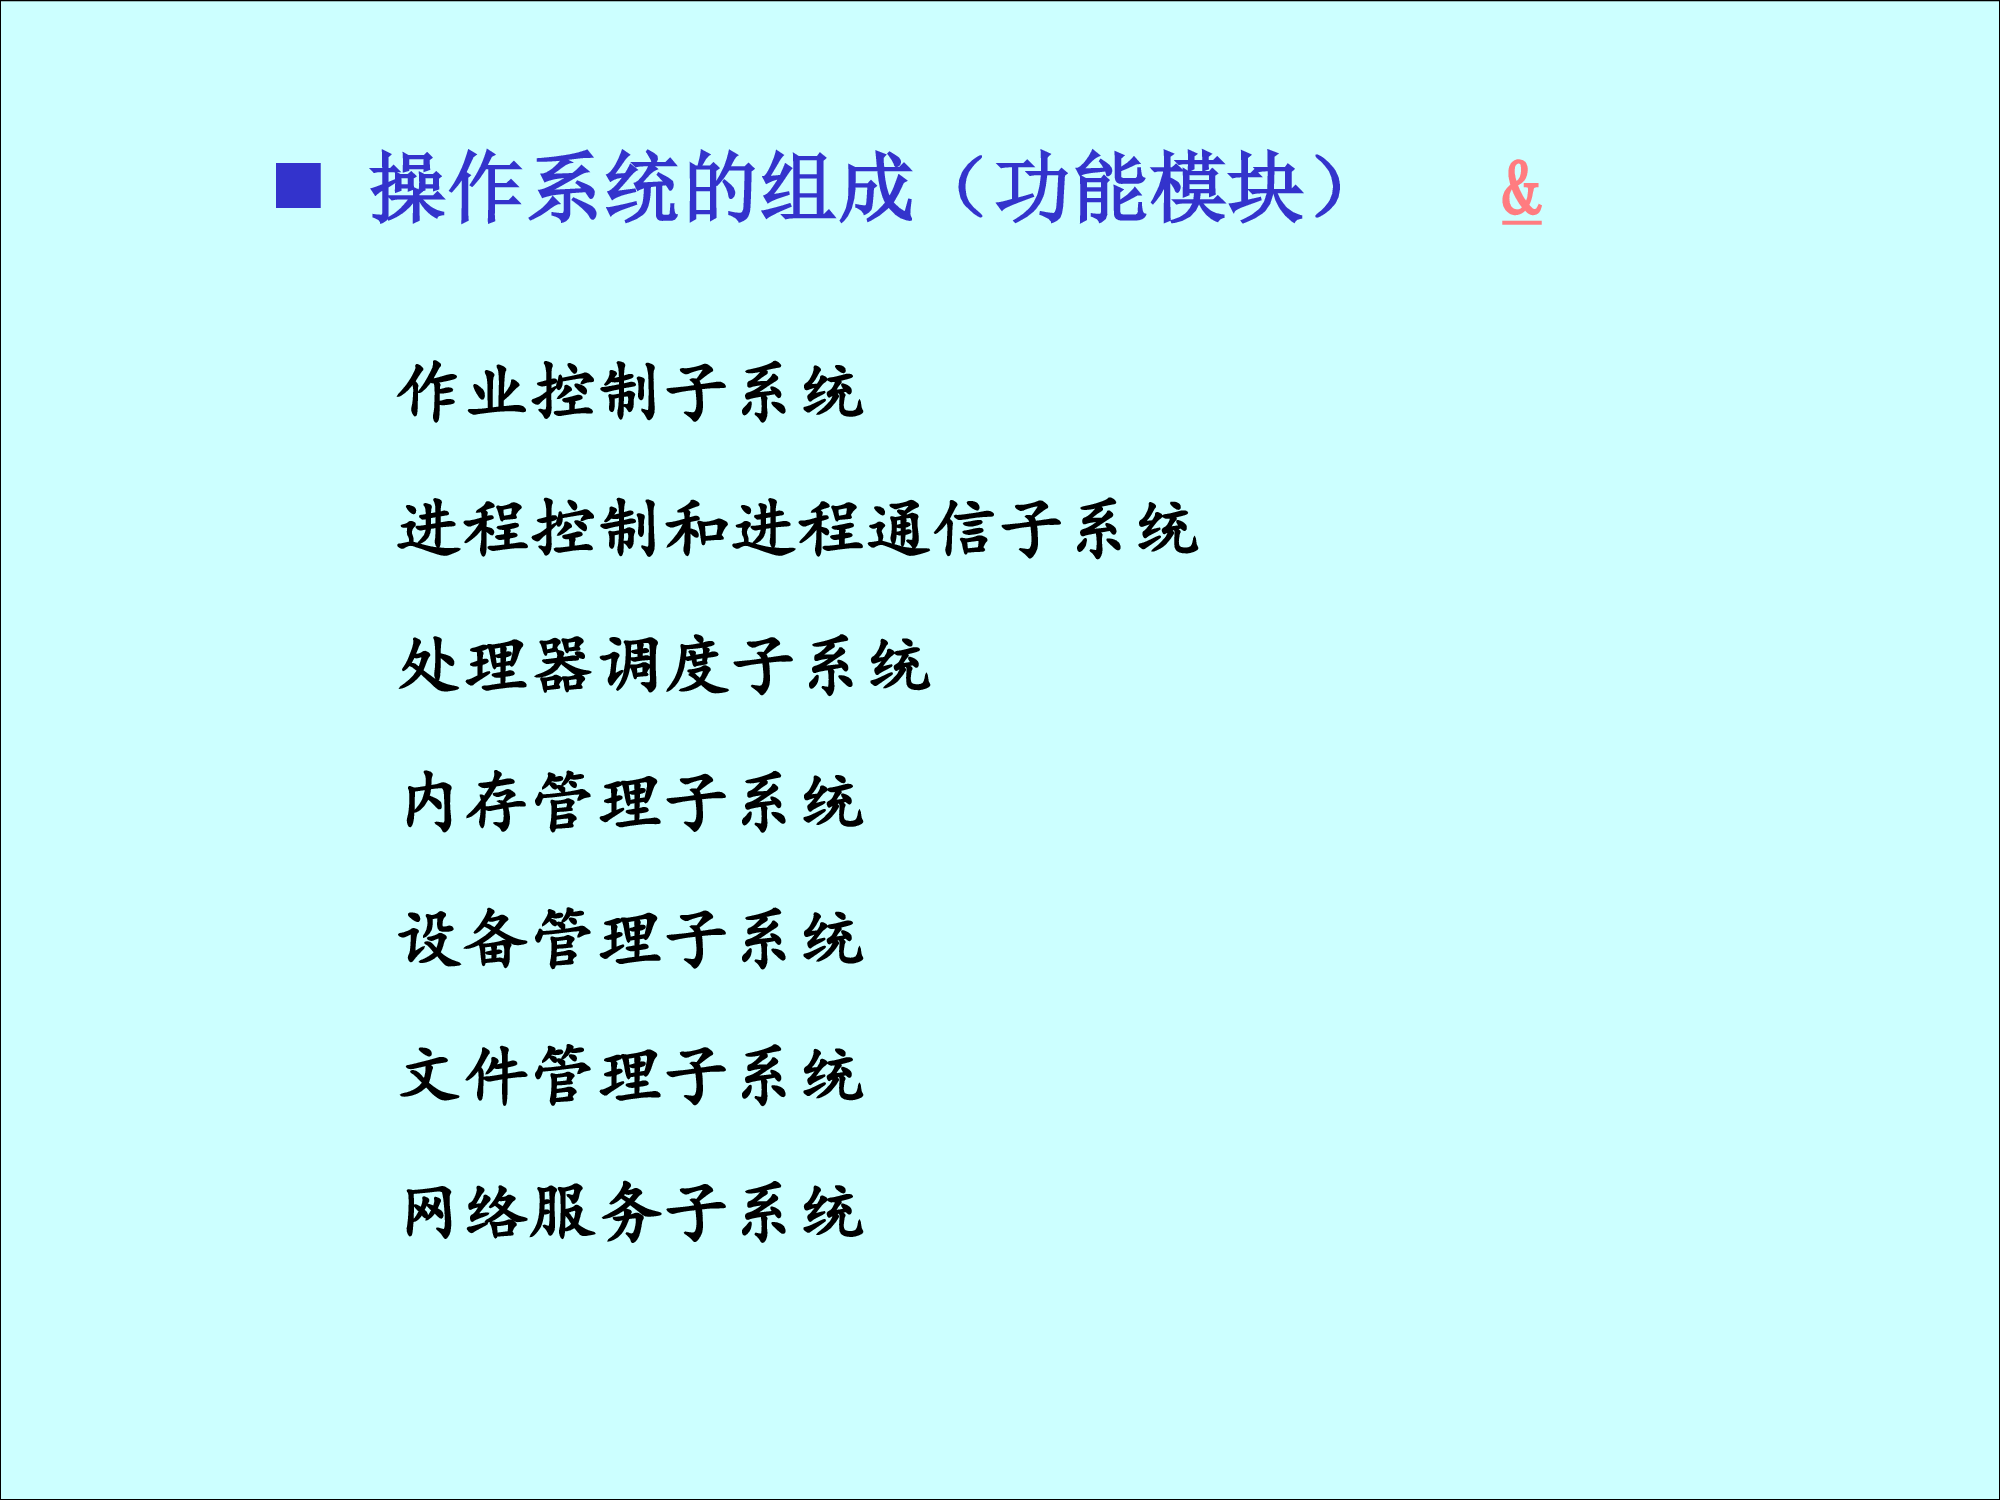 ■ 操作系统的组成（功能模块） &
作业控制子系统
进程控制和进程通信子系统
处理器调度子系统
内存管理子系统
设备管理子系统
文件管理子系统
网络服务子系统